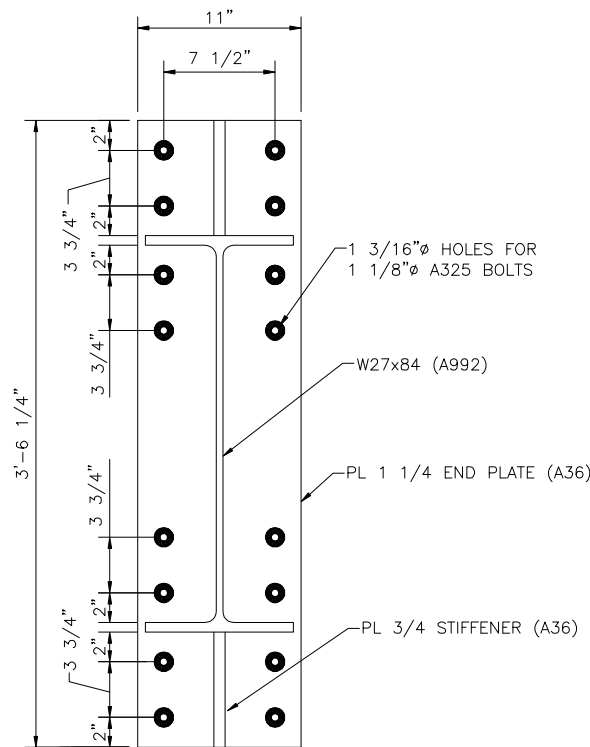 11"
7 1/2"
2"
3 3/4"
2"
2"
3 3/4"
1 3/16"ø HOLES FOR
1 1/8"ø A325 BOLTS
W27x84 (A992)
3'-6 1/4"
PL 1 1/4 END PLATE (A36)
3 3/4"
2"
3 3/4"
2"
PL 3/4 STIFFENER (A36)
2"